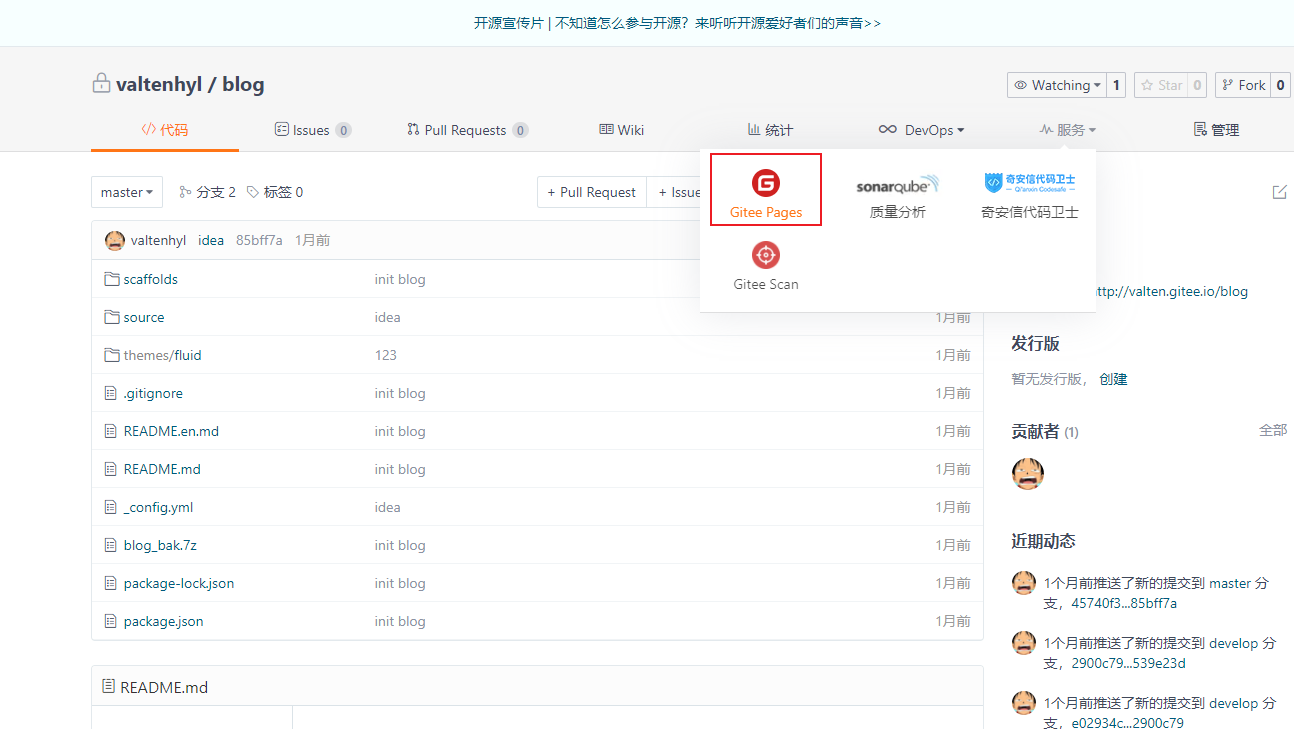 开源宣传片 | 不知道怎么参与开源？来听听开源爱好者们的声音>>
valtenhyl / blog
Watching 1 Star 0 Fork 0
代码 Issues 0 Pull Requests 0 Wiki 统计 DevOps 服务 管理
Gitee Pages
sonarqube
质量分析
奇安信代码卫士
Qi'anxin Codesafe
奇安信代码卫士
Gitee Scan
master 分支 2 标签 0 + Pull Request + Issue
valtenhyl idea 85bff7a 1月前
scaffolds init blog
source idea 1月前
themes/fluid 123 1月前
.gitignore init blog 1月前
README.en.md init blog 1月前
README.md init blog 1月前
_config.yml idea 1月前
blog_bak.7z init blog 1月前
package-lock.json init blog 1月前
package.json init blog 1月前
README.md
ttp://valten.gitee.io/blog
发行版
暂无发行版， 创建
贡献者 (1) 全部
近期动态
1个月前推送了新的提交到 master 分
支，45740f3...85bff7a
1个月前推送了新的提交到 develop 分
支，2900c79...539e23d
1个月前推送了新的提交到 develop 分
支，e02934c...2900c79